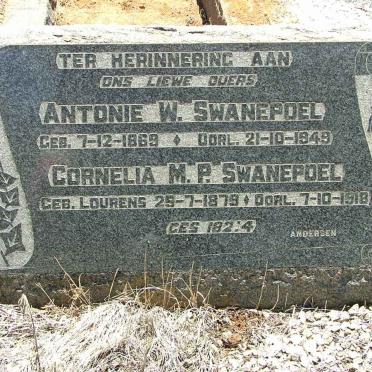 TER HERINNERING AAN
ONS LIEWE OUERS
ANTONIE W. SWANEPOEL
GEB. 7-12-1869 ♦ OORL. 21-10-1949
CORNELIA M. P. SWANEPOEL
GEB. LOURENS 29-7-1879 ♦ OORL. 7-10-1918
GES 182:4
ANDERSEN